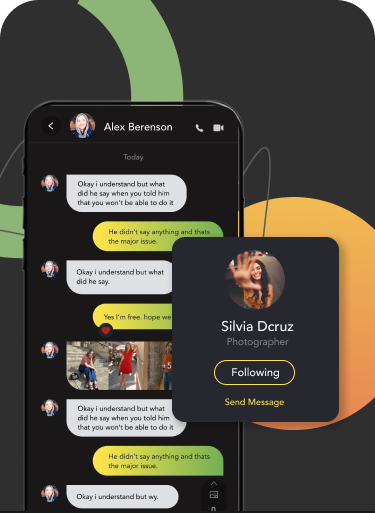 Alex Berenson
Today
Okay i understand but what
did he say when you told him
that you won't be able to do it
He didn't say anything and thats
the major issue.
Okay i understand but what
did he say.
Yes I'm free. hope we
Silvia Dcruz
Photographer
Following
Send Message
Okay i understand but what
did he say when you told him
that you won't be able to do it
He didn't say anything and thats
the major issue.
Okay i understand but wy.